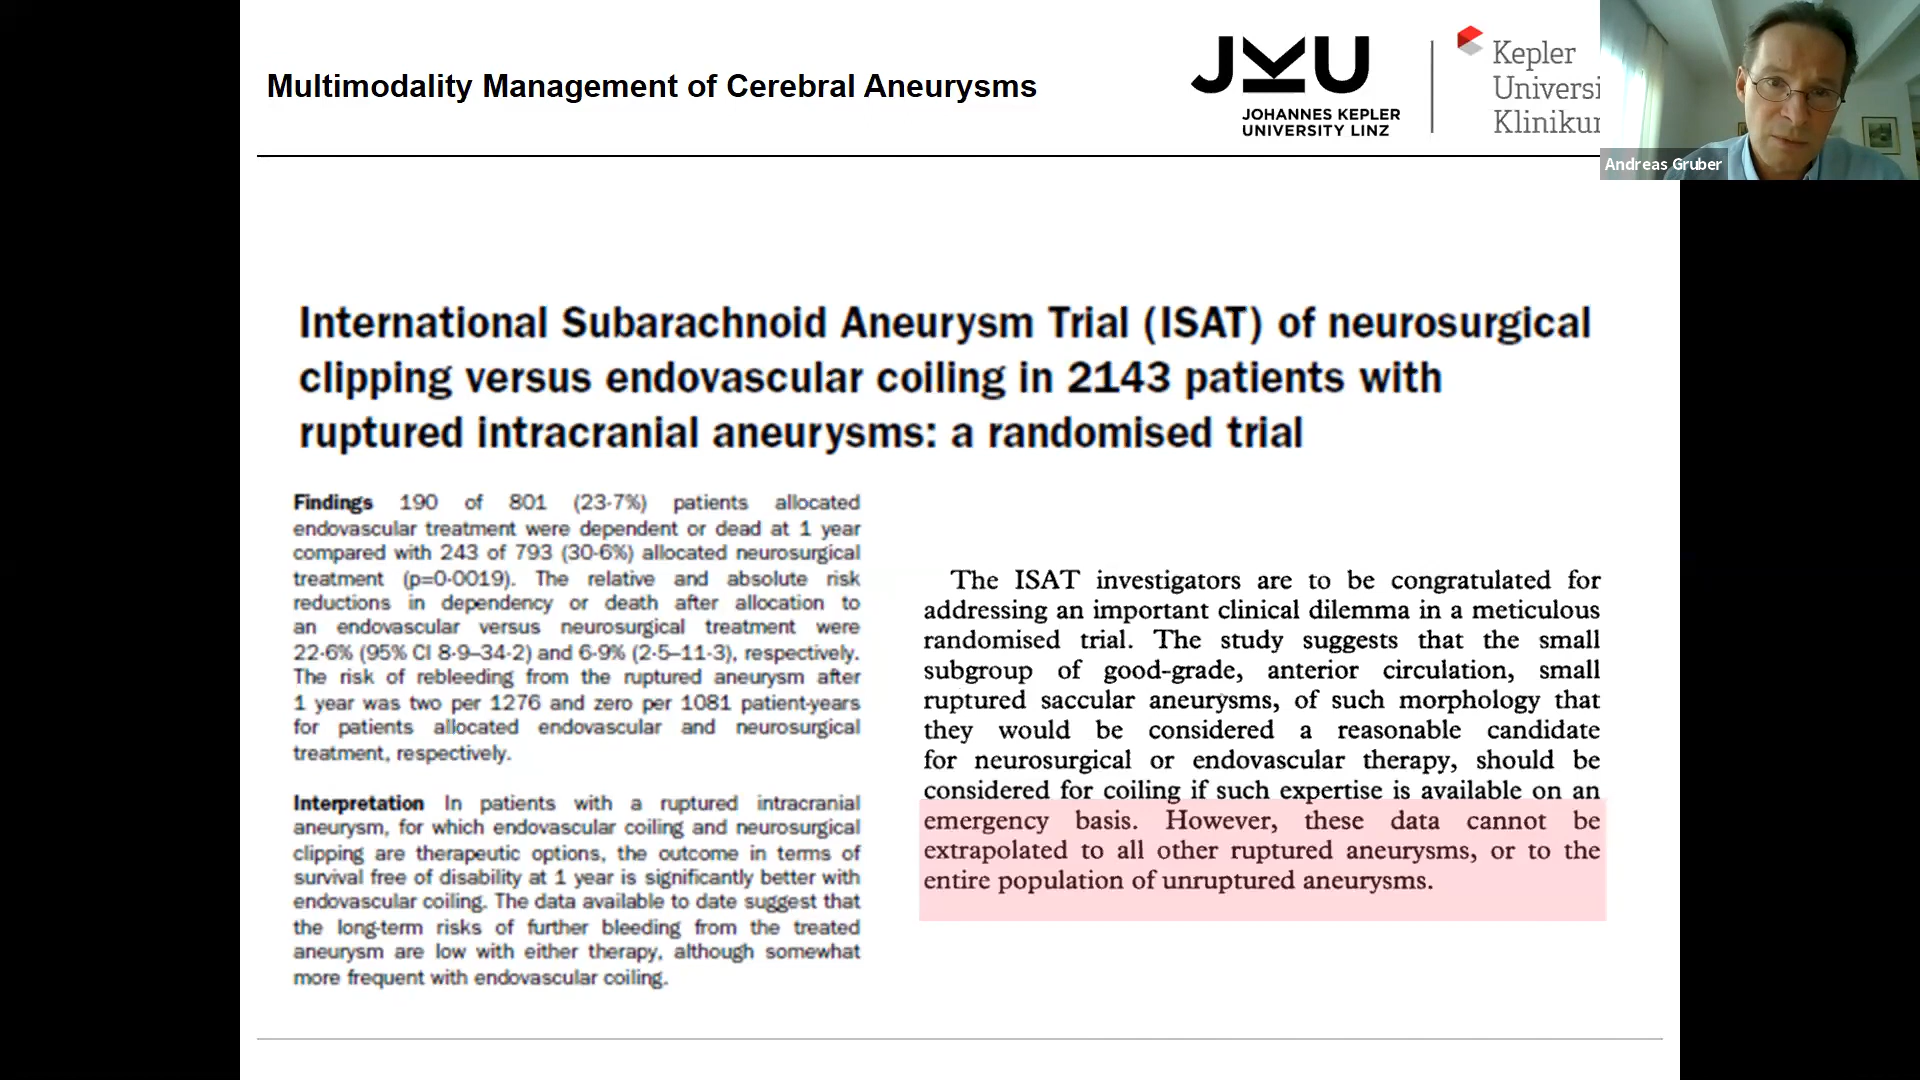 Multimodality Management of Cerebral Aneurysms
JKU
JOHANNES KEPLER
UNIVERSITY LINZ
Kepler
Universi
Klinikur
Andreas Gruber
International Subarachnoid Aneurysm Trial (ISAT) of neurosurgical
clipping versus endovascular coiling in 2143 patients with
ruptured intracranial aneurysms: a randomised trial
Findings 190 of 801 (23·7%) patients allocated
endovascular treatment were dependent or dead at 1 year
compared with 243 of 793 (30·6%) allocated neurosurgical
treatment (p=0·0019). The relative and absolute risk
reductions in dependency or death after allocation to
an endovascular versus neurosurgical treatment were
22·6% (95% CI 8·9–34·2) and 6·9% (2·5–11·3), respectively.
The risk of rebleeding from the ruptured aneurysm after
1 year was two per 1276 and zero per 1081 patient-years
for patients allocated endovascular and neurosurgical
treatment, respectively.
Interpretation In patients with a ruptured intracranial
aneurysm, for which endovascular coiling and neurosurgical
clipping are therapeutic options, the outcome in terms of
survival free of disability at 1 year is significantly better with
endovascular coiling. The data available to date suggest that
the long-term risks of further bleeding from the treated
aneurysm are low with either therapy, although somewhat
more frequent with endovascular coiling.
The ISAT investigators are to be congratulated for
addressing an important clinical dilemma in a meticulous
randomised trial. The study suggests that the small
subgroup of good-grade, anterior circulation, small
ruptured saccular aneurysms, of such morphology that
they would be considered a reasonable candidate
for neurosurgical or endovascular therapy, should be
considered for coiling if such expertise is available on an
emergency basis. However, these data cannot be
extrapolated to all other ruptured aneurysms, or to the
entire population of unruptured aneurysms.